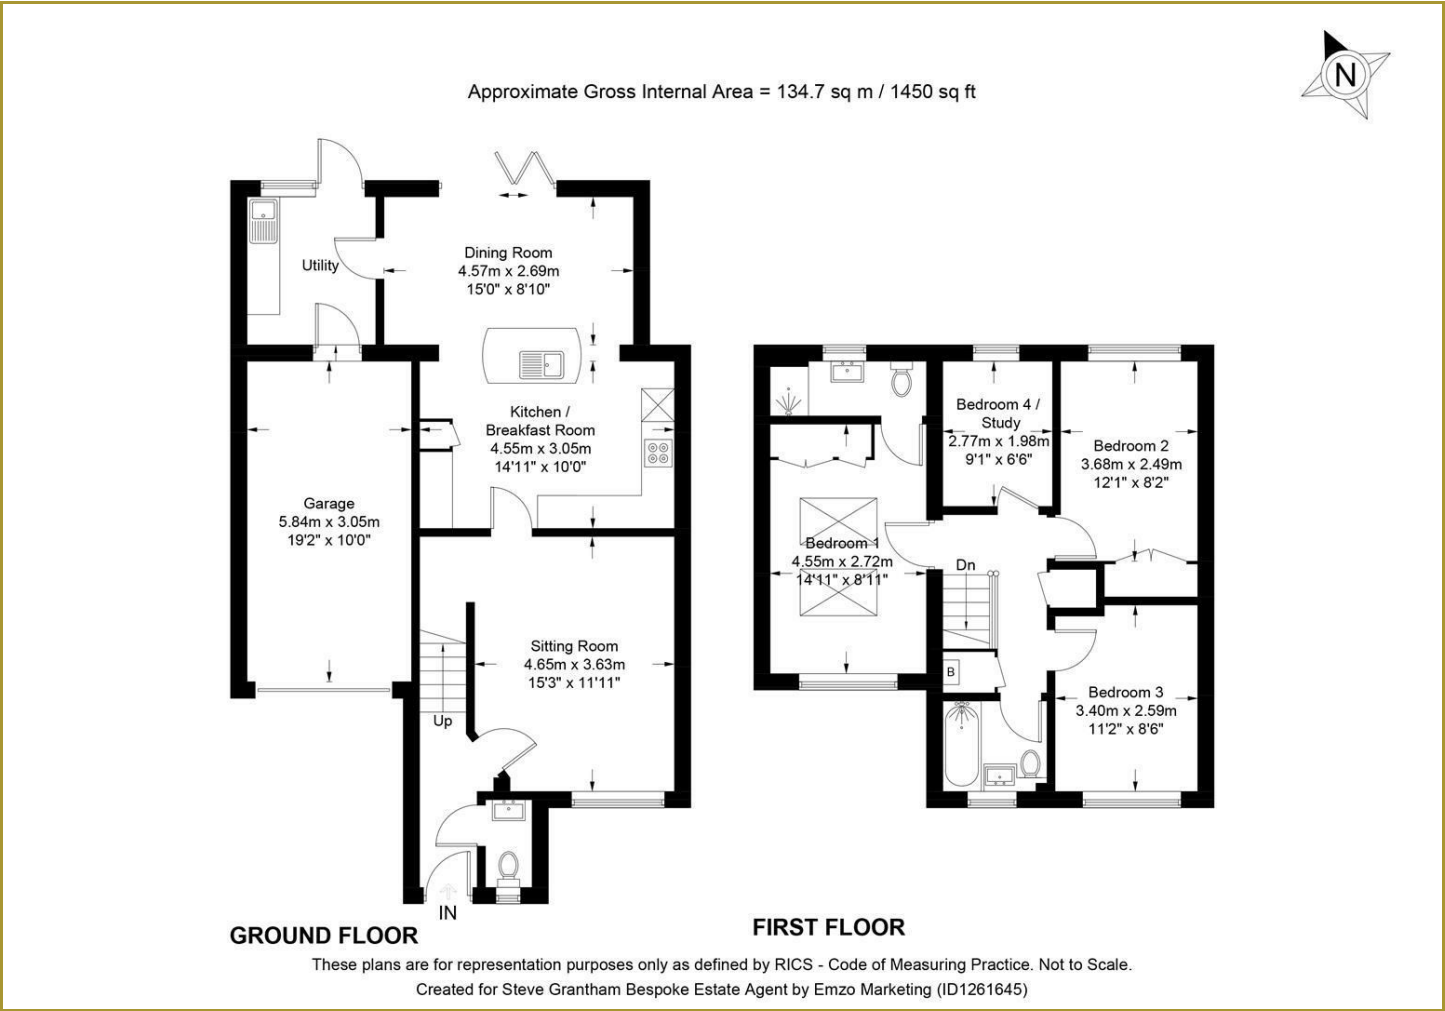 N
Approximate Gross Internal Area = 134.7 sq m / 1450 sq ft
Utility
Dining Room
4.57m x 2.69m
15'0" x 8'10"
Kitchen /
Breakfast Room
4.55m x 3.05m
14'11" x 10'0"
Garage
5.84m x 3.05m
19'2" x 10'0"
Sitting Room
4.65m x 3.63m
15'3" x 11'11"
Up
IN
GROUND FLOOR
Bedroom 4 /
Study
2.77m x 1.98m
9'1" x 6'6"
Bedroom 2
3.68m x 2.49m
12'1" x 8'2"
Bedroom 1
4.55m x 2.72m
14'11" x 8'11"
Dn
B
Bedroom 3
3.40m x 2.59m
11'2" x 8'6"
FIRST FLOOR
These plans are for representation purposes only as defined by RICS - Code of Measuring Practice. Not to Scale.
Created for Steve Grantham Bespoke Estate Agent by Emzo Marketing (ID1261645)